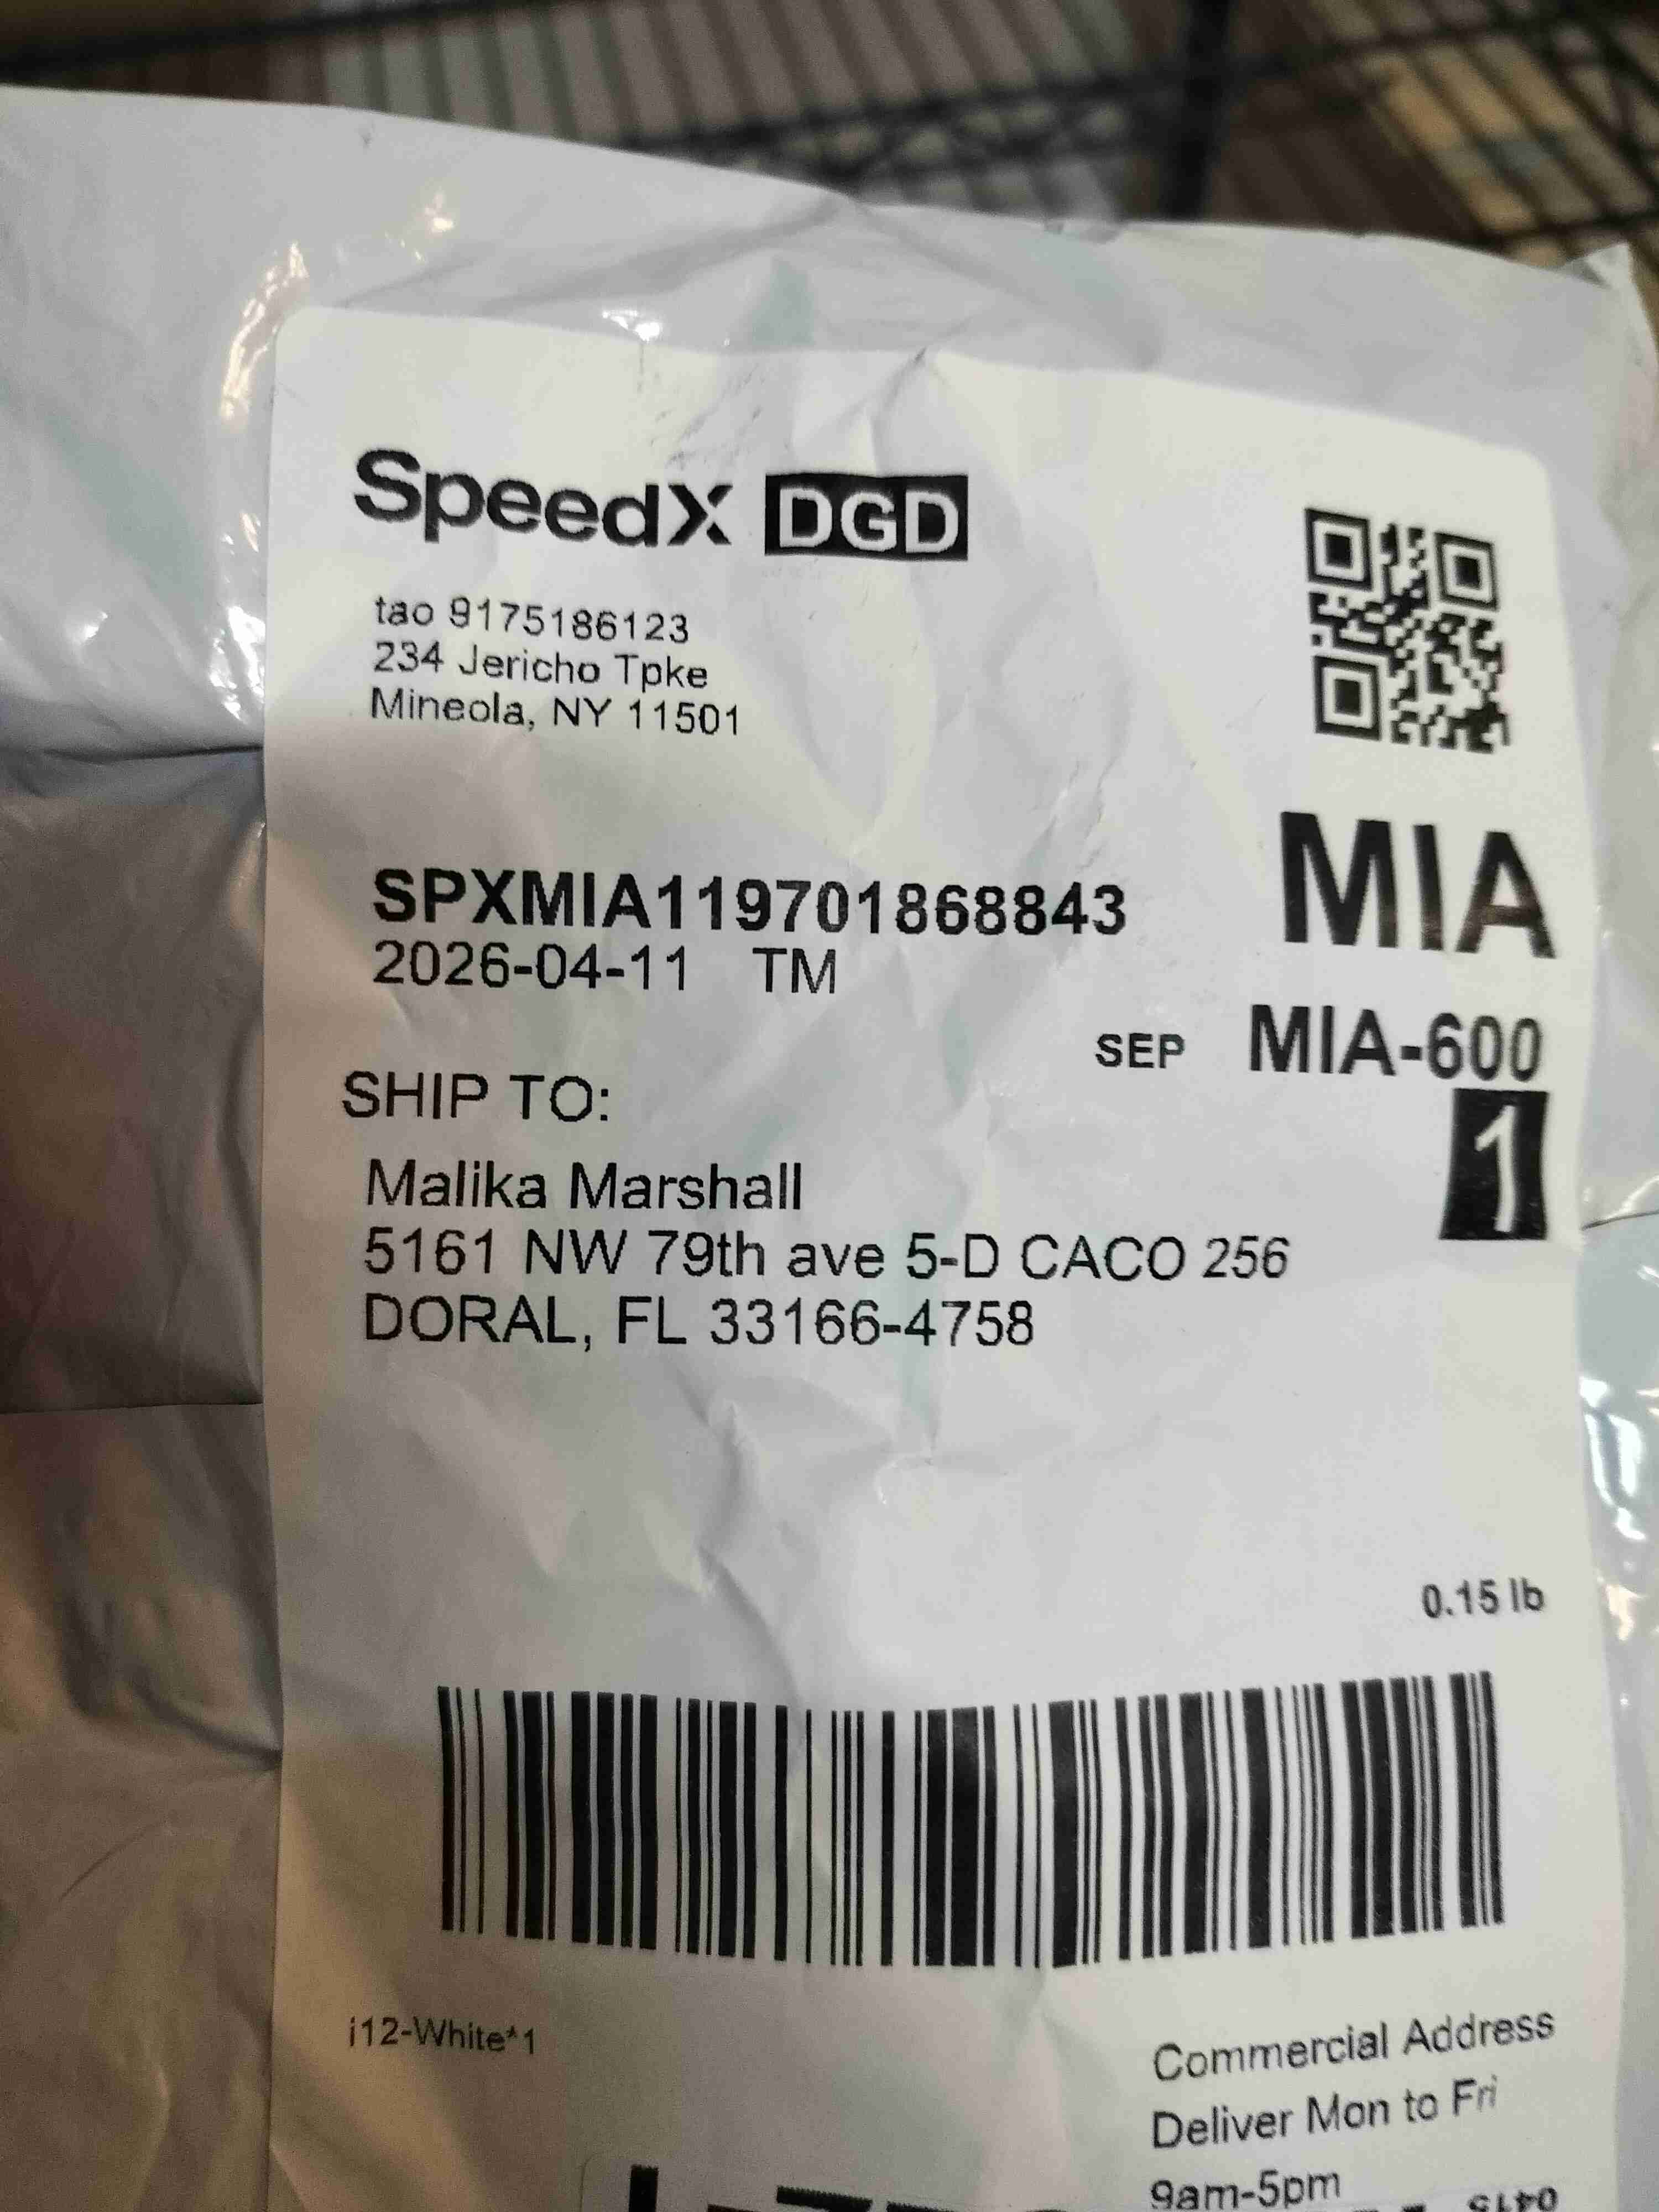 SpeedX DGD
tao 9175186123
234 Jericho Tpke
Mineola, NY 11501
MIA
SPXMIA119701868843
2026-04-11 TM
SEP MIA-600
1
SHIP TO:
Malika Marshall
5161 NW 79th ave 5-D CACO 256
DORAL, FL 33166-4758
0.15 lb
i12-White*1
Commercial Address
Deliver Mon to Fri
9am-5pm
0415